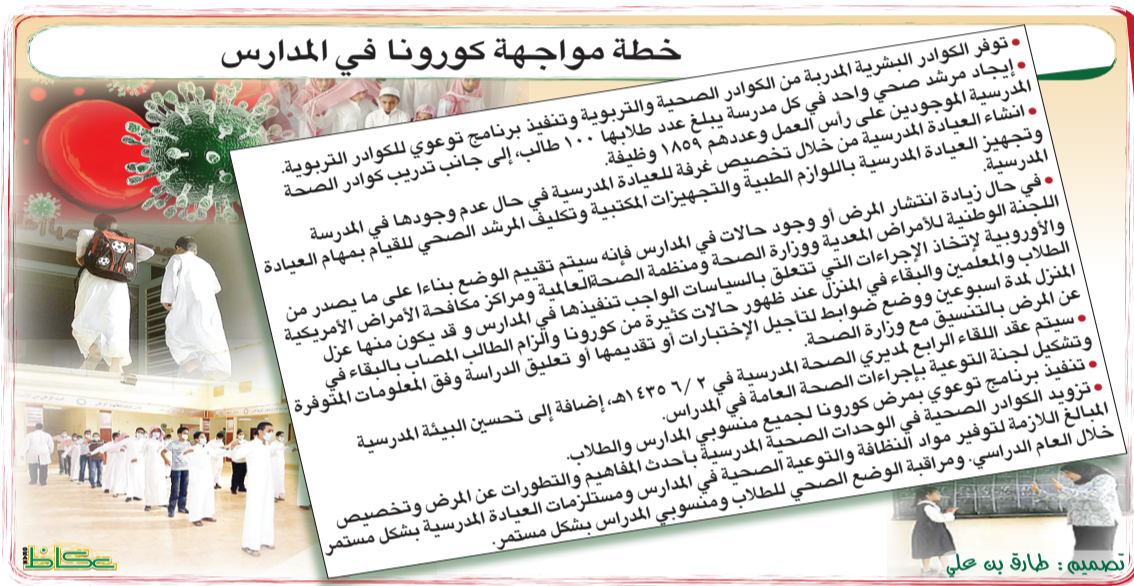 خطة مواجهة كورونا في المدارس
• توفر الكوادر البشرية المدربة من الكوادر الصحية والتربوية وتنفيذ برنامج توعوي للكوادر التربوية.
• إيجاد مرشد صحي واحد في كل مدرسة يبلغ عدد طلابها ١٠٠ طالب، إلى جانب تدريب كوادر الصحة
المدرسية الموجودين على رأس العمل وعددهم ١٨٥٩ وظيفة.
• انشاء العيادة المدرسية من خلال تخصيص غرفة للعيادة المدرسية في حال عدم وجودها في المدرسة
وتجهيز العيادة المدرسية باللوازم الطبية والتجهيزات المكتبية وتكليف المرشد الصحي للقيام بمهام العيادة
المدرسية.
• في حال زيادة انتشار المرض أو وجود حالات في المدارس فإنه سيتم تقييم الوضع بناءا على ما يصدر من
اللجنة الوطنية للأمراض المعدية ووزارة الصحة ومنظمة الصحةالعالمية ومراكز مكافحة الأمراض الأمريكية
والأوروبية لإتخاذ الإجراءات التي تتعلق بالسياسات الواجب تنفيذها في المدارس و قد يكون منها عزل
الطلاب والمعلمين والبقاء في المنزل عند ظهور حالات كثيرة من كورونا والزام الطالب المصاب بالبقاء في
المنزل لمدة اسبوعين ووضع ضوابط لتأجيل الإختبارات أو تقديمها أو تعليق الدراسة وفق المعلومات المتوفرة
عن المرض بالتنسيق مع وزارة الصحة.
• سيتم عقد اللقاء الرابع لمديري الصحة المدرسية في ٢ /٦ /١٤٣٥هـ، إضافة إلى تحسين البيئة المدرسية
وتشكيل لجنة التوعية بإجراءات الصحة العامة في المدراس.
• تنفيذ برنامج توعوي بمرض كورونا لجميع منسوبي المدارس والطلاب.
• تزويد الكوادر الصحية في الوحدات الصحية المدرسية بأحدث المفاهيم والتطورات عن المرض وتخصيص
المبالغ اللازمة لتوفير مواد النظافة والتوعية الصحية في المدارس ومستلزمات العيادة المدرسية بشكل مستمر
خلال العام الدراسي. ومراقبة الوضع الصحي للطلاب ومنسوبي المدراس بشكل مستمر.
تصميم : طارق بن علي
عكاظ